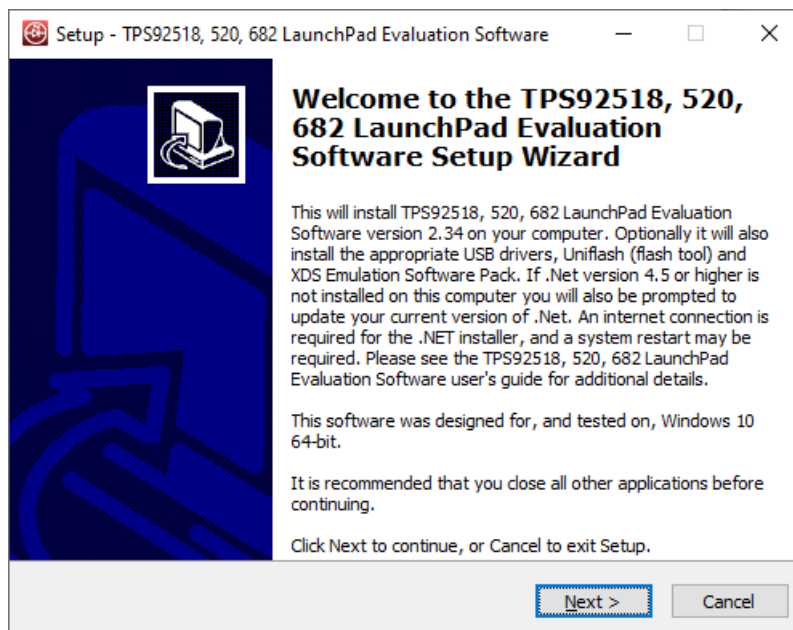 Setup - TPS92518, 520, 682 LaunchPad Evaluation Software
Welcome to the TPS92518, 520,
682 LaunchPad Evaluation
Software Setup Wizard
This will install TPS92518, 520, 682 LaunchPad Evaluation
Software version 2.34 on your computer. Optionally it will also
install the appropriate USB drivers, Uniflash (flash tool) and
XDS Emulation Software Pack. If .Net version 4.5 or higher is
not installed on this computer you will also be prompted to
update your current version of .Net. An internet connection is
required for the .NET installer, and a system restart may be
required. Please see the TPS92518, 520, 682 LaunchPad
Evaluation Software user's guide for additional details.
This software was designed for, and tested on, Windows 10
64-bit.
It is recommended that you close all other applications before
continuing.
Click Next to continue, or Cancel to exit Setup.
Next >
Cancel